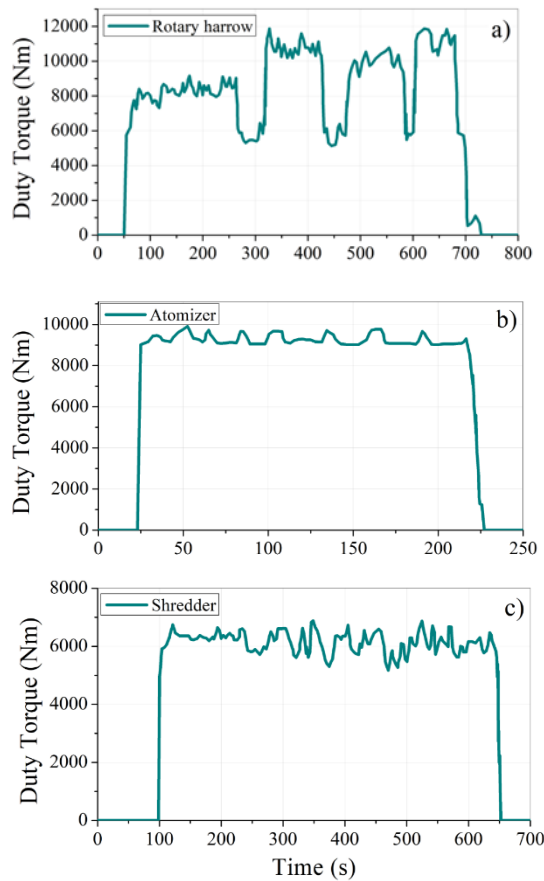 12000
Rotary harrow
a)
10000
8000
6000
4000
2000
0
Duty Torque (Nm)
0 100 200 300 400 500 600 700 800
10000
Atomizer
b)
8000
6000
4000
2000
0
Duty Torque (Nm)
0 50 100 150 200 250
8000
Shredder
c)
6000
4000
2000
0
Duty Torque (Nm)
0 100 200 300 400 500 600 700
Time (s)